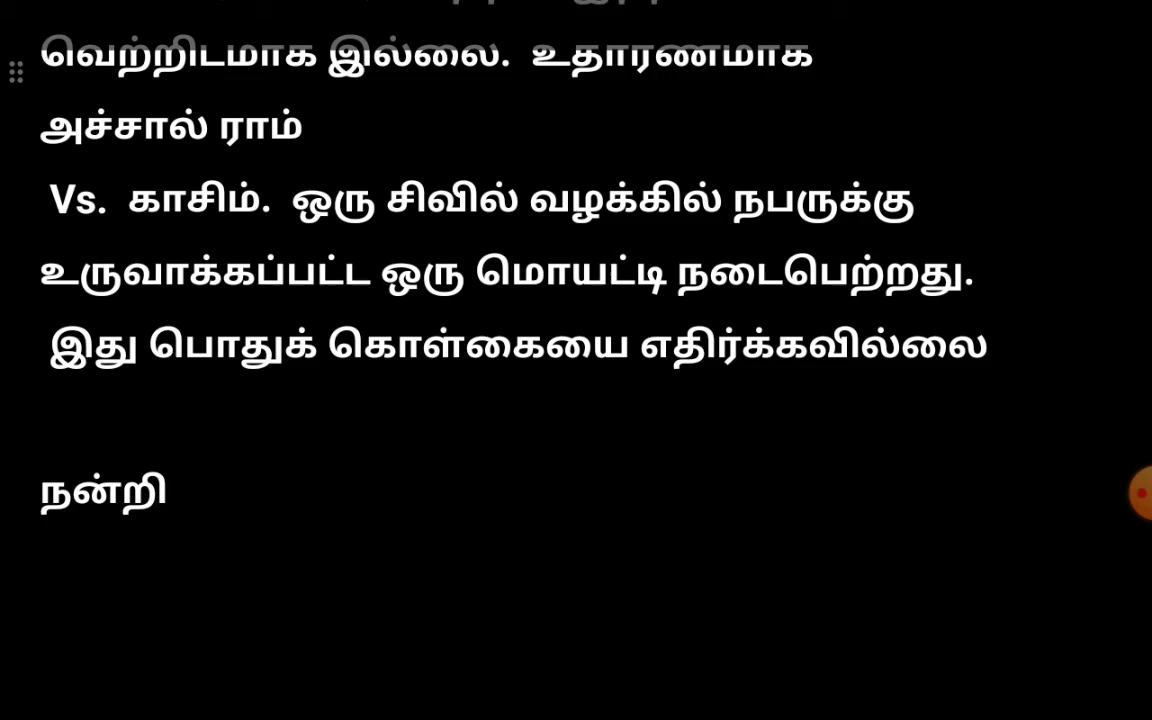 வெற்றிடமாக இல்லை. உதாரணமாக
அச்சால் ராம்
Vs. காசிம். ஒரு சிவில் வழக்கில் நபருக்கு
உருவாக்கப்பட்ட ஒரு மொயட்டி நடைபெற்றது.
இது பொதுக் கொள்கையை எதிர்க்கவில்லை
நன்றி